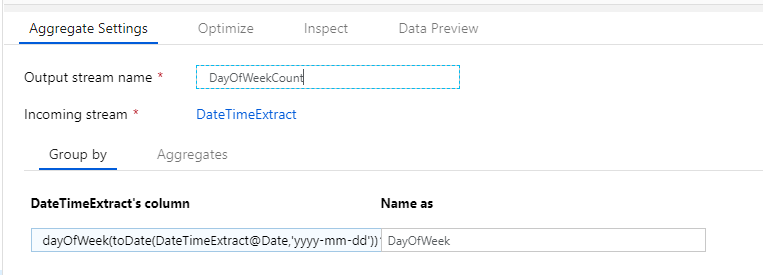 Aggregate Settings Optimize Inspect Data Preview
Output stream name * DayOfWeekCount
Incoming stream * DateTimeExtract
Group by Aggregates
DateTimeExtract's column Name as
dayOfWeek(toDate(DateTimeExtract@Date,'yyyy-mm-dd')) DayOfWeek